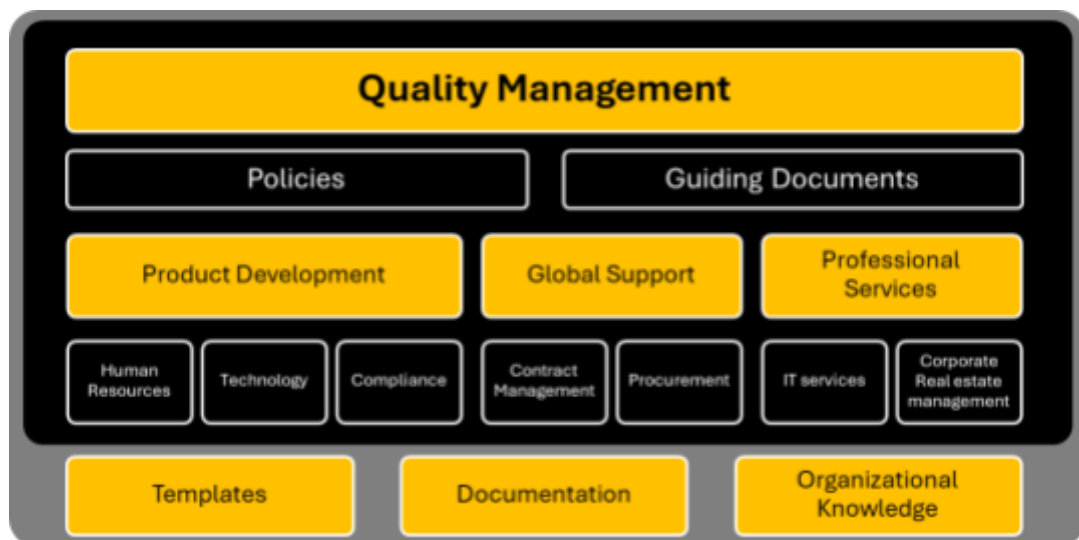 Quality Management
Policies
Guiding Documents
Product Development
Global Support
Professional
Services
Human
Resources
Technology
Compliance
Contract
Management
Procurement
IT services
Corporate
Real estate
management
Templates
Documentation
Organizational
Knowledge